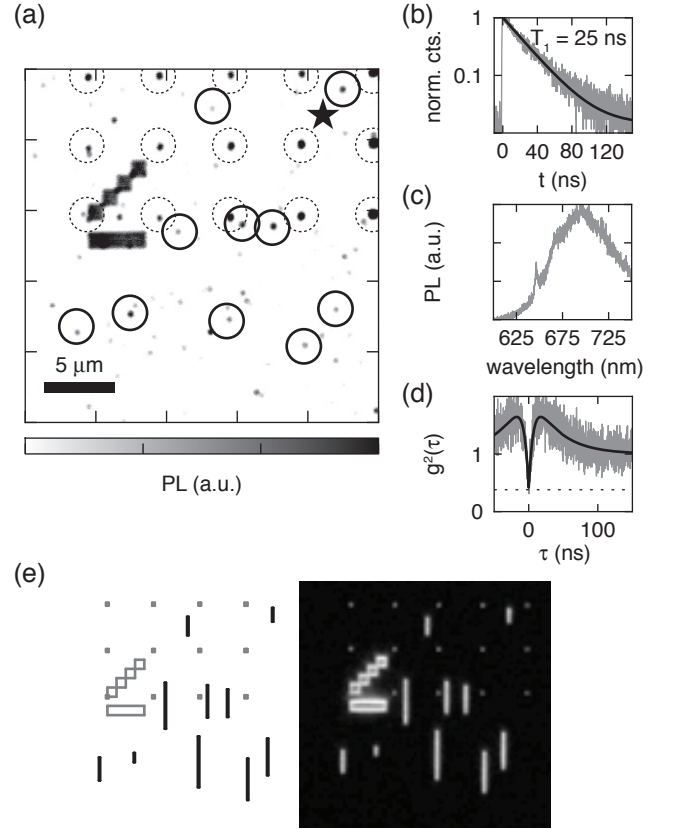 (a)
5 μm
PL (a.u.)
(b)
norm. cts.
1
0.1
T₁ = 25 ns
0 40 80 120
t (ns)
(c)
PL (a.u.)
625 675 725
wavelength (nm)
(d)
g²(τ)
1
0
0 100
τ (ns)
(e)